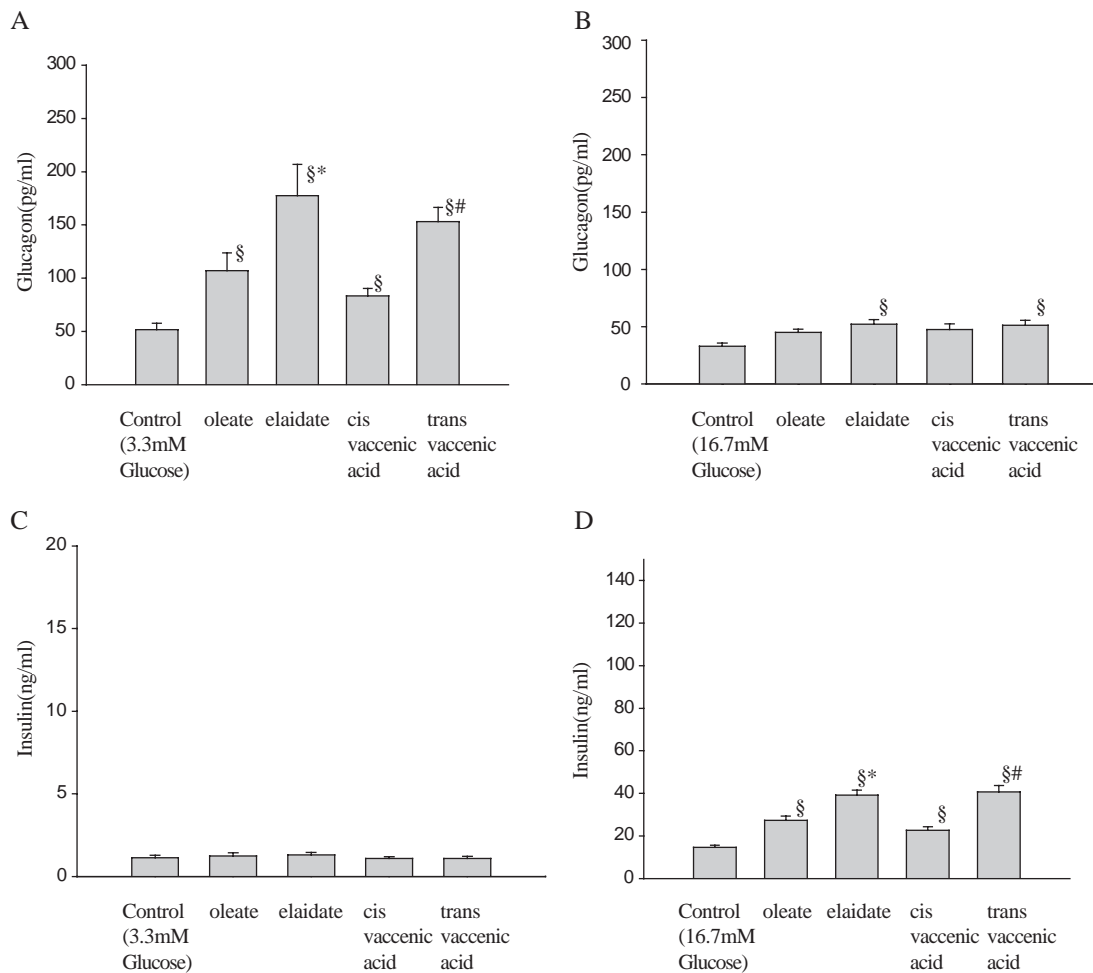 A
300
250
200
150
100
50
0
Glucagon(pg/ml)
§
§*
§
§#
Control oleate elaidate cis trans
(3.3mM vaccenic vaccenic
Glucose) acid acid
B
300
250
200
150
100
50
0
Glucagon(pg/ml)
§
§
Control oleate elaidate cis trans
(16.7mM vaccenic vaccenic
Glucose) acid acid
C
20
15
10
5
0
Insulin(ng/ml)
Control oleate elaidate cis trans
(3.3mM vaccenic vaccenic
Glucose) acid acid
D
140
120
100
80
60
40
20
0
Insulin(ng/ml)
§
§*
§
§#
Control oleate elaidate cis trans
(16.7mM vaccenic vaccenic
Glucose) acid acid